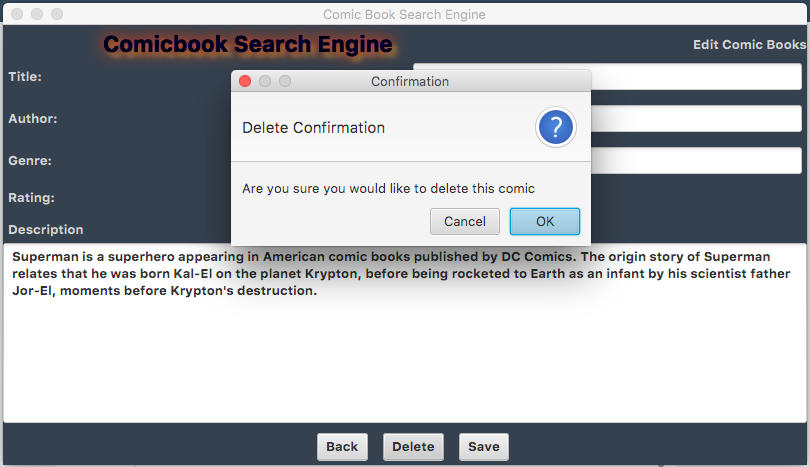 Comic Book Search Engine
Comicbook Search Engine
Edit Comic Books
Confirmation
Title:
Delete Confirmation
?
Author:
Genre:
Are you sure you would like to delete this comic
Rating:
Cancel
OK
Description
Superman is a superhero appearing in American comic books published by DC Comics. The origin story of Superman
relates that he was born Kal-El on the planet Krypton, before being rocketed to Earth as an infant by his scientist father
Jor-El, moments before Krypton's destruction.
Back
Delete
Save